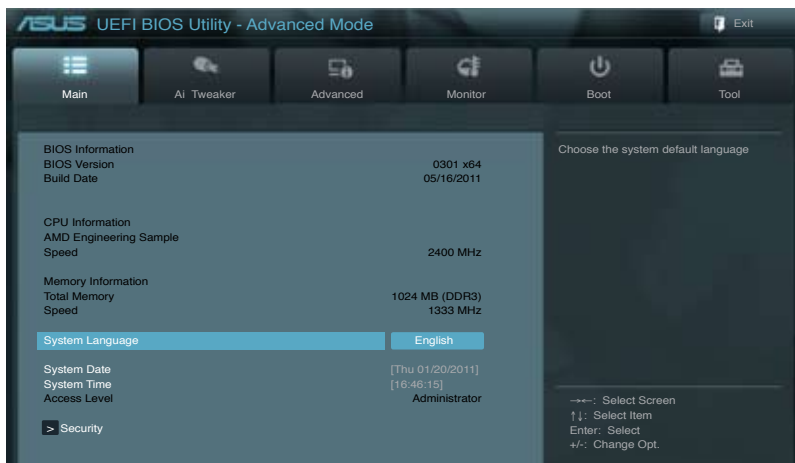 ASUS UEFI BIOS Utility - Advanced Mode
Exit
Main Ai Tweaker Advanced Monitor Boot Tool
BIOS Information
BIOS Version 0301 x64
Build Date 05/16/2011
CPU Information
AMD Engineering Sample
Speed 2400 MHz
Memory Information
Total Memory 1024 MB (DDR3)
Speed 1333 MHz
System Language English
System Date [Thu 01/20/2011]
System Time [16:46:15]
Access Level Administrator
> Security
Choose the system default language
→←: Select Screen
↑↓: Select Item
Enter: Select
+/-: Change Opt.